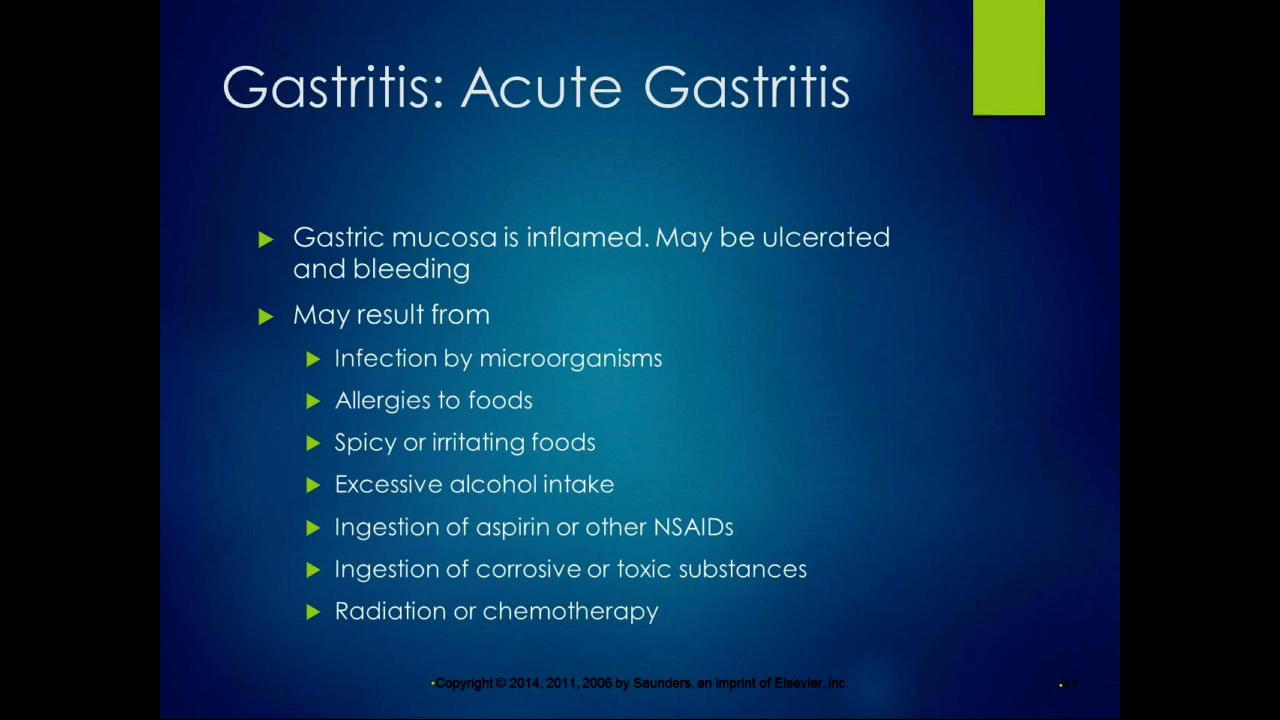 Gastritis: Acute Gastritis
Gastric mucosa is inflamed. May be ulcerated
and bleeding
May result from
Infection by microorganisms
Allergies to foods
Spicy or irritating foods
Excessive alcohol intake
Ingestion of aspirin or other NSAIDs
Ingestion of corrosive or toxic substances
Radiation or chemotherapy
•Copyright © 2014, 2011, 2006 by Saunders, an imprint of Elsevier, Inc.
•17